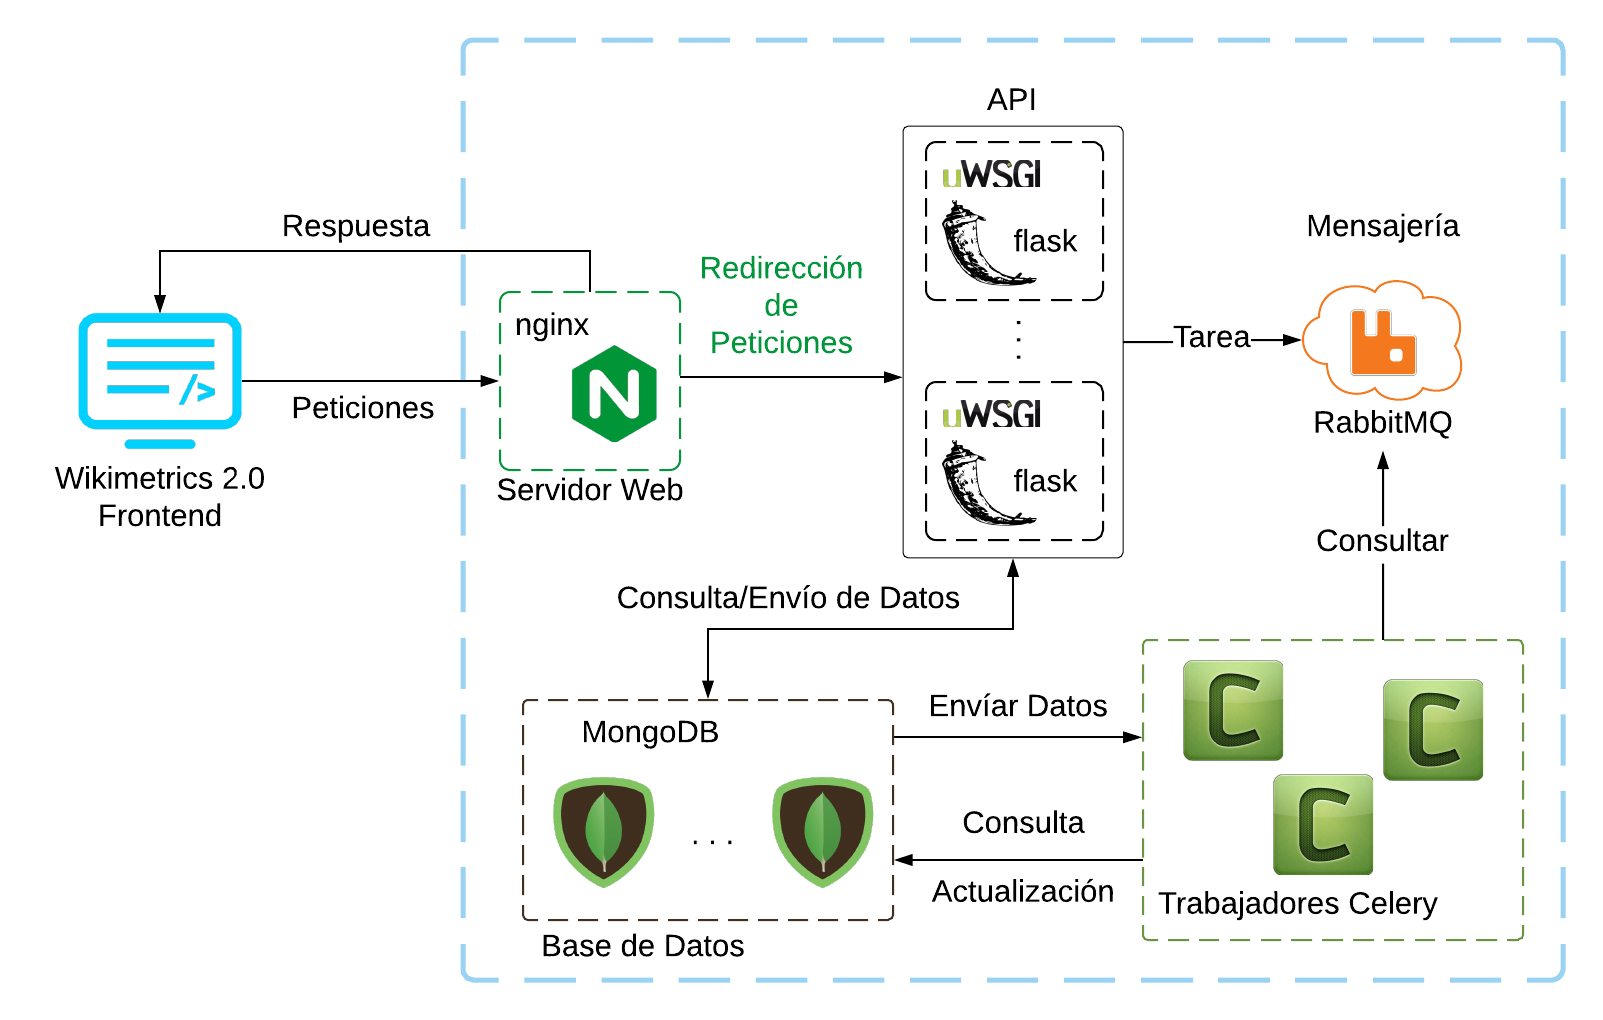 API
uWSGI
flask
Respuesta
Mensajería
Redirección
de
Peticiones
nginx
Tarea
</>
Peticiones
uWSGI
flask
RabbitMQ
Wikimetrics 2.0
Frontend
Servidor Web
Consultar
Consulta/Envío de Datos
Envíar Datos
MongoDB
Consulta
Actualización
Trabajadores Celery
Base de Datos